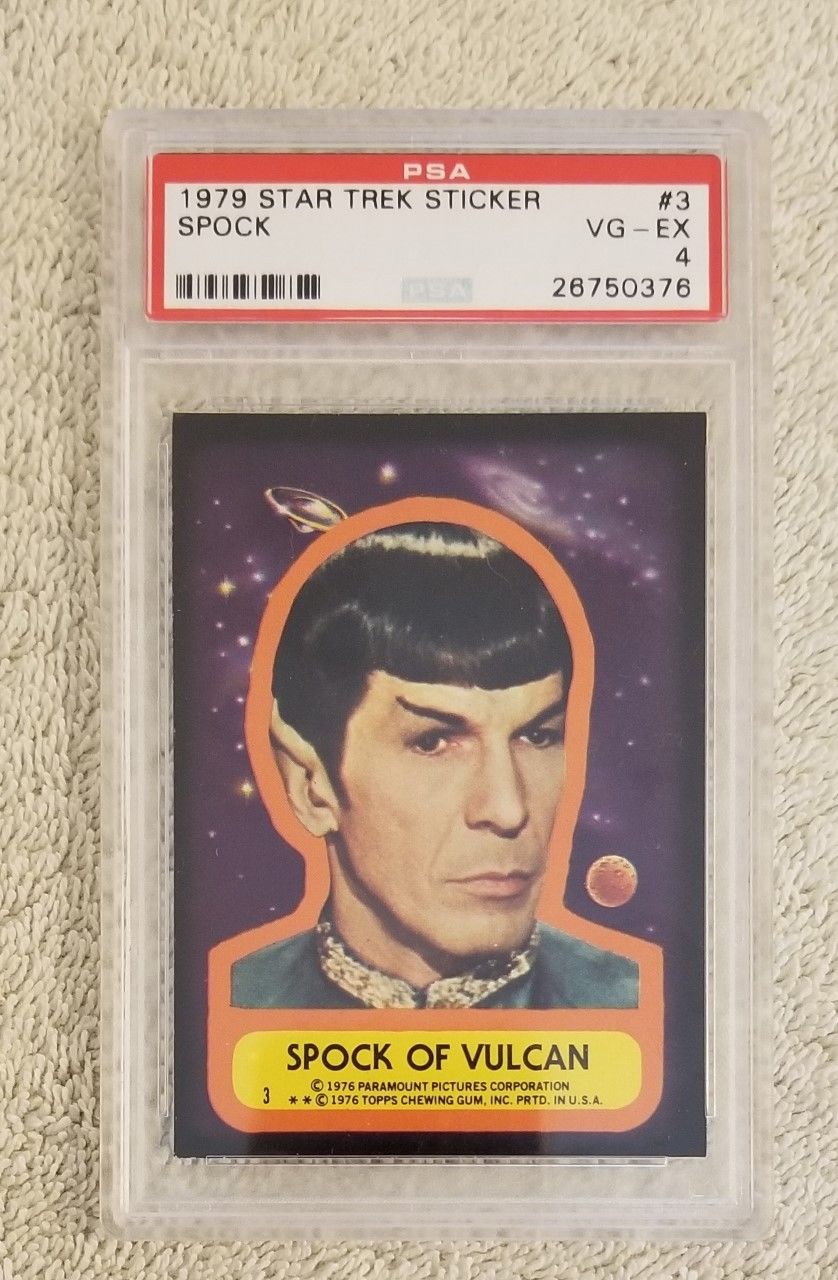 PSA
1979 STAR TREK STICKER #3
SPOCK VG-EX
4
PSA 26750376
SPOCK OF VULCAN
© 1976 PARAMOUNT PICTURES CORPORATION
3 ** © 1976 TOPPS CHEWING GUM, INC. PRTD. IN U.S.A.